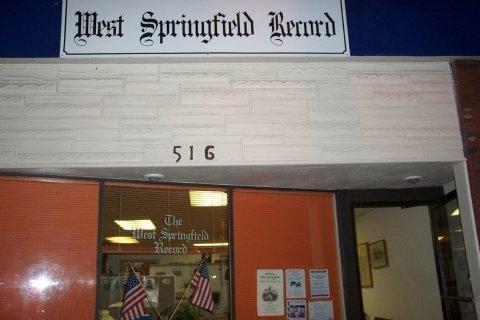 West Springfield Record
516
The
West Springfield
Record